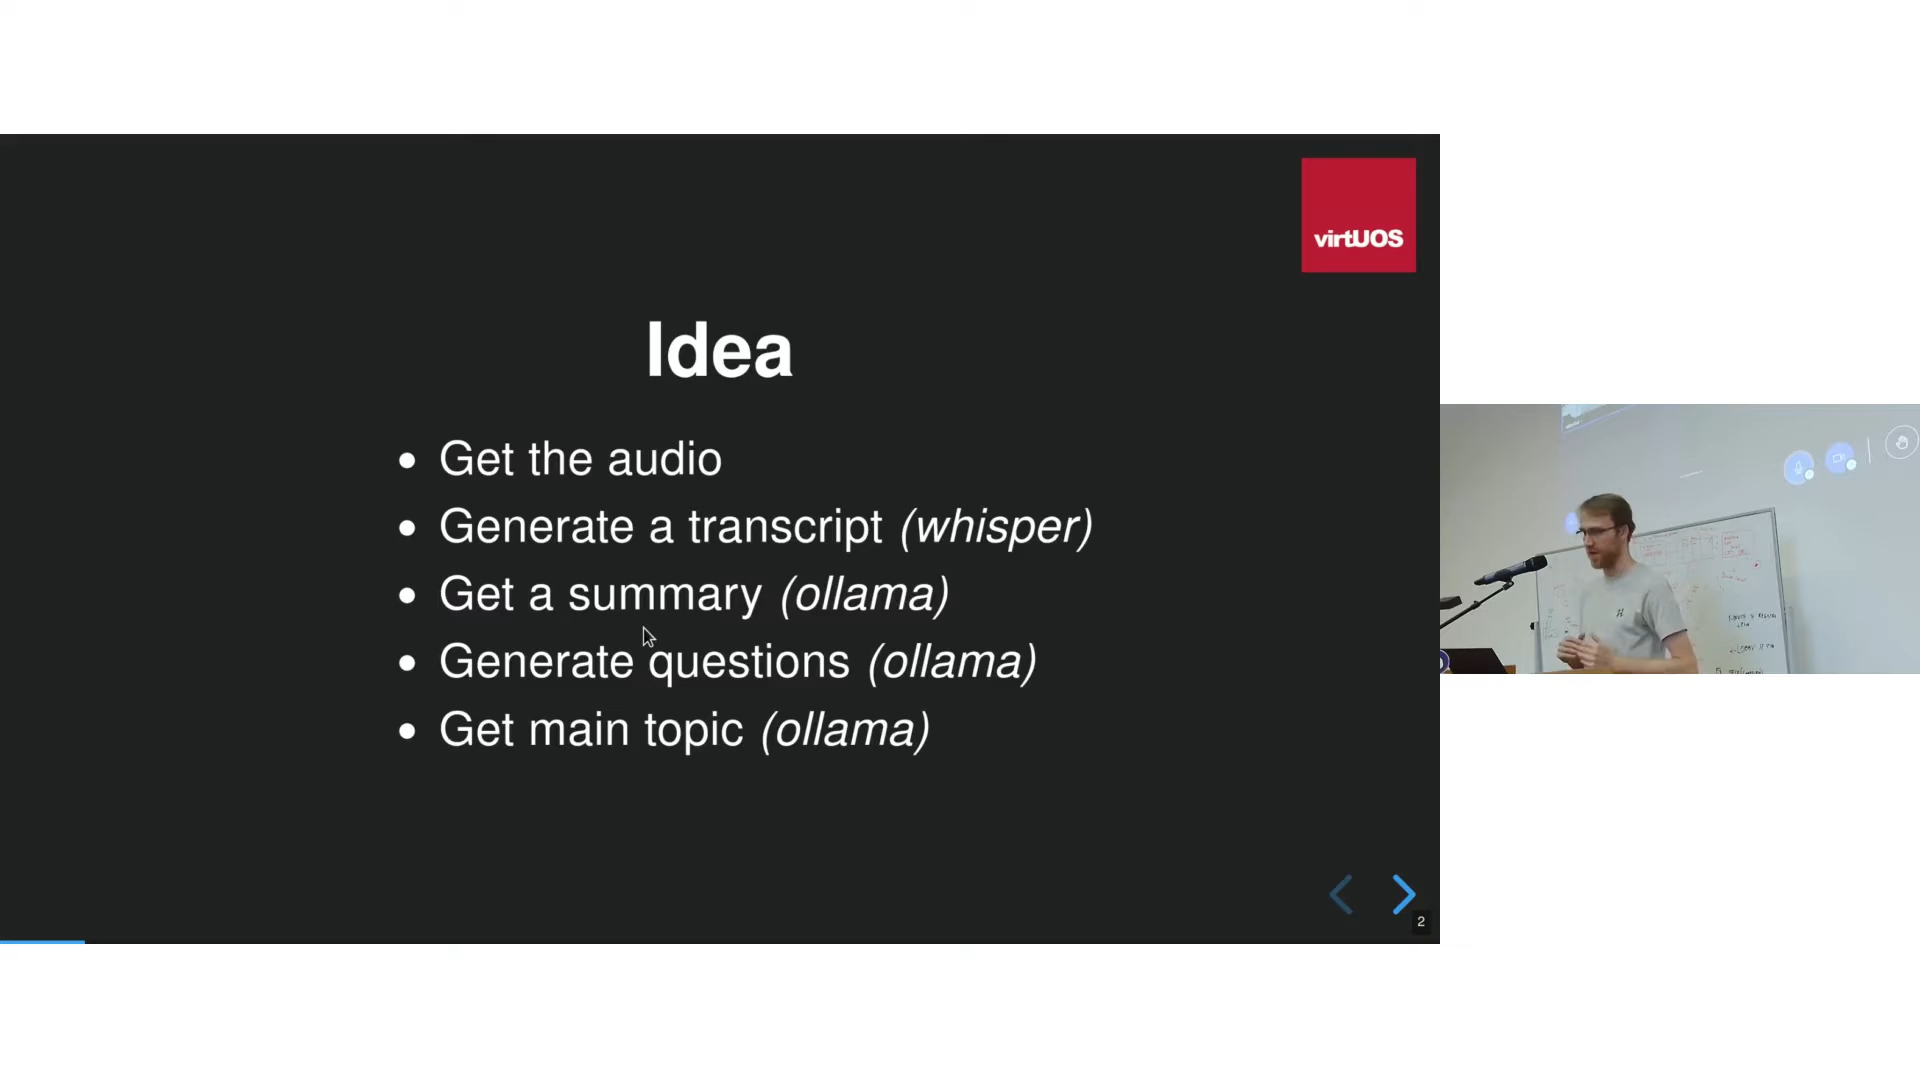 virtUOS
Idea
Get the audio
Generate a transcript (whisper)
Get a summary (ollama)
Generate questions (ollama)
Get main topic (ollama)
2